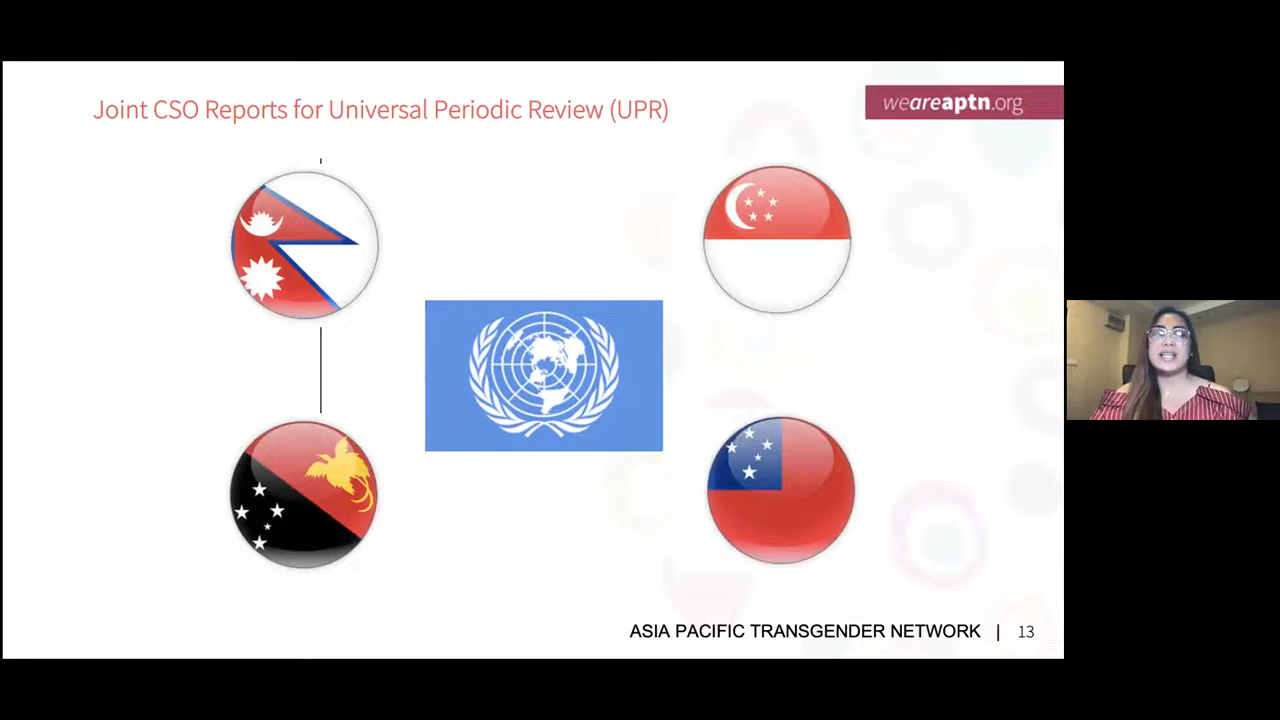 Joint CSO Reports for Universal Periodic Review (UPR)
weareaptn.org
ASIA PACIFIC TRANSGENDER NETWORK | 13